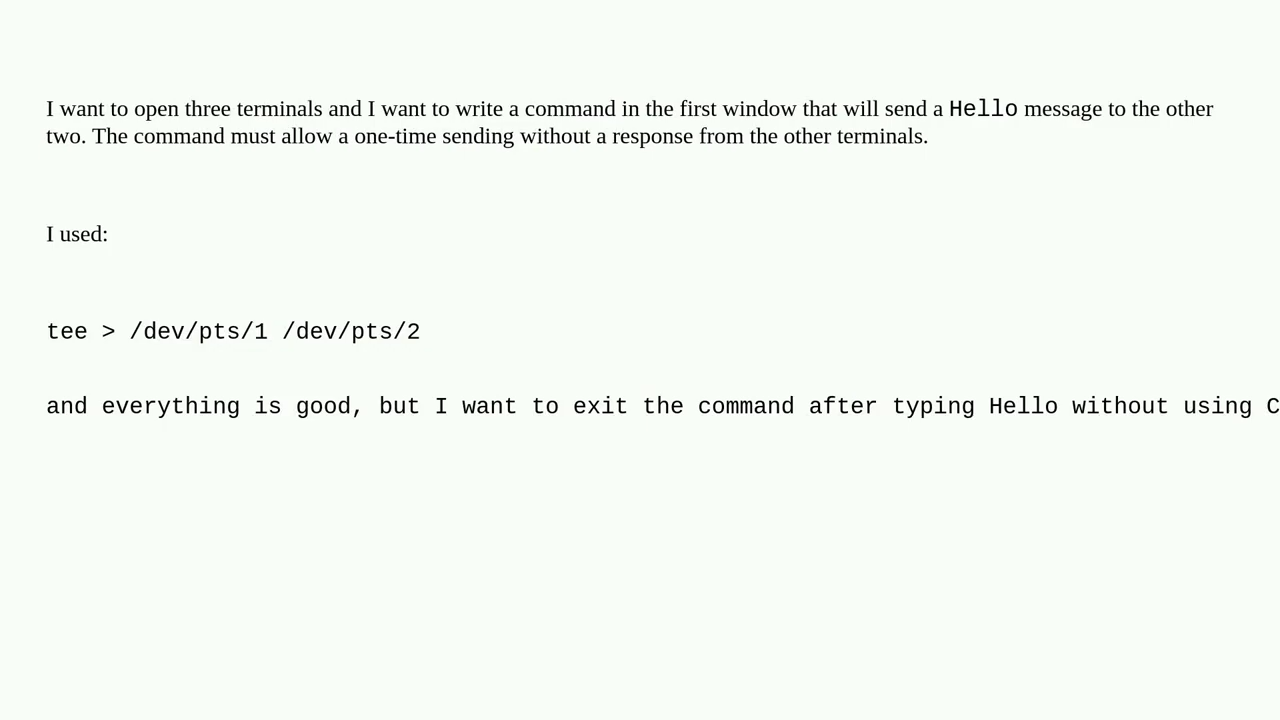 I want to open three terminals and I want to write a command in the first window that will send a Hello message to the other
two. The command must allow a one-time sending without a response from the other terminals.
I used:
tee > /dev/pts/1 /dev/pts/2
and everything is good, but I want to exit the command after typing Hello without using